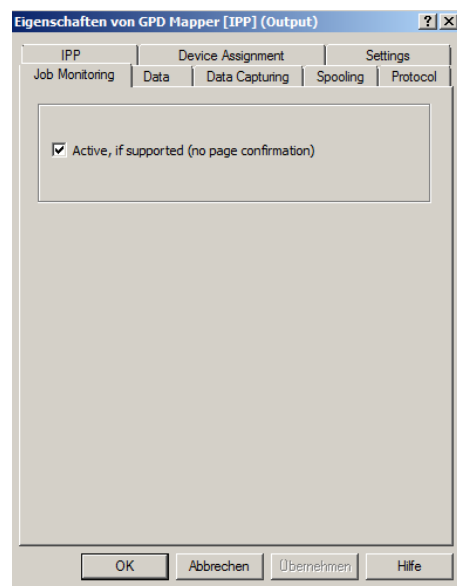 Eigenschaften von GPD Mapper [IPP] (Output)
IPP Device Assignment Settings
Job Monitoring Data Data Capturing Spooling Protocol
Active, if supported (no page confirmation)
OK Abbrechen Übernehmen Hilfe